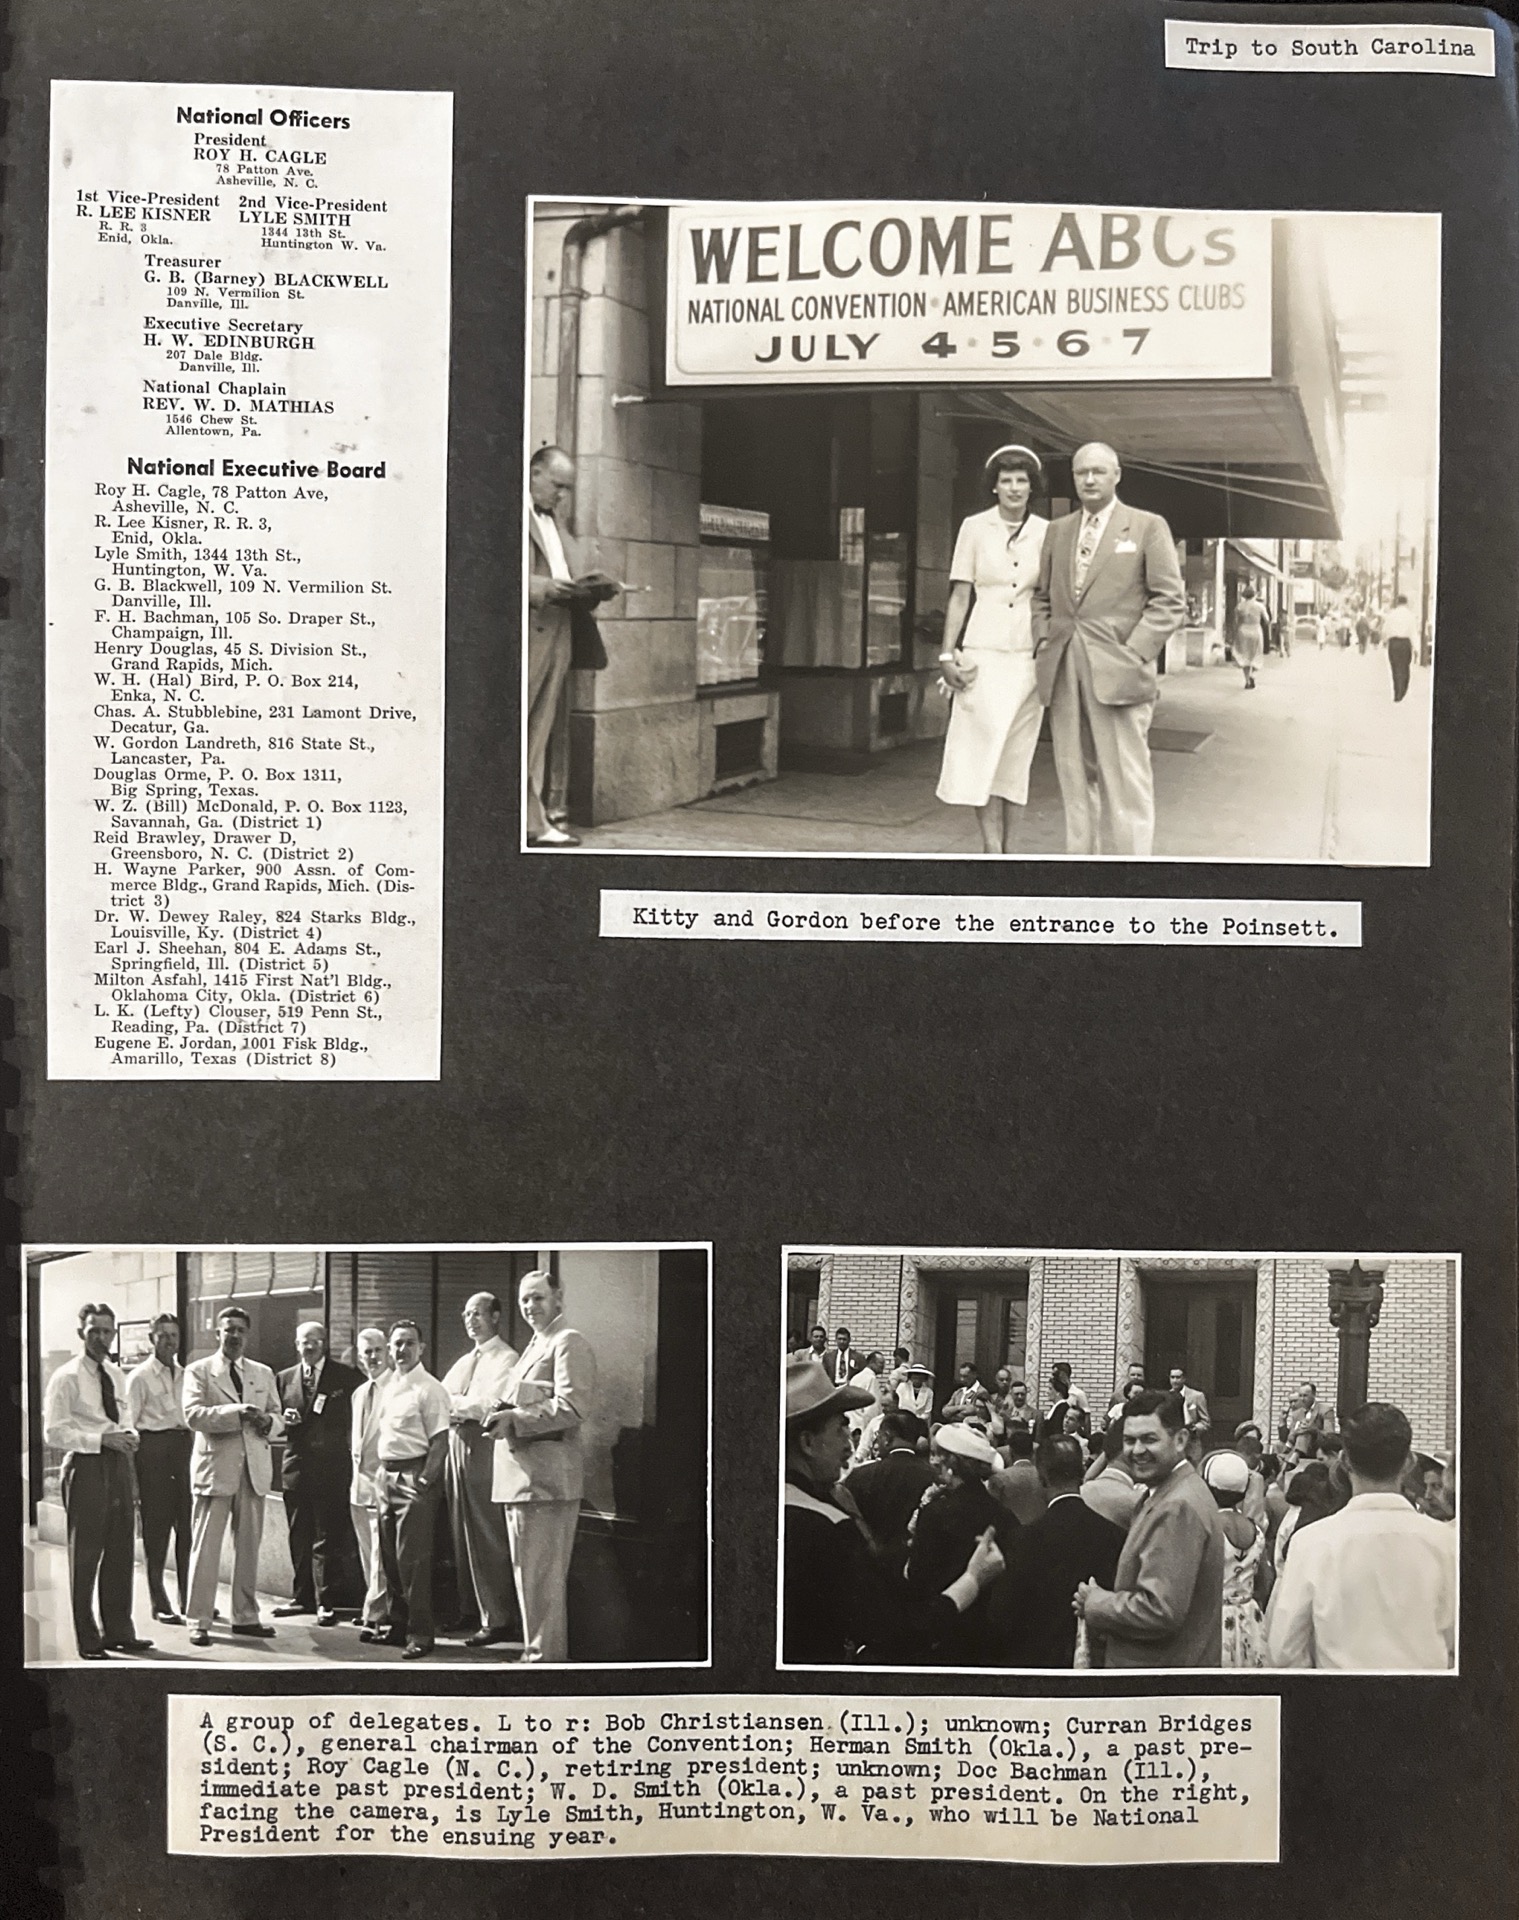 Trip to South Carolina
National Officers
President
ROY H. CAGLE
78 Patton Ave.
Asheville, N. C.
1st Vice-President
R. LEE KISNER
R. R. 3
Enid, Okla.
2nd Vice-President
LYLE SMITH
1344 13th St.
Huntington W. Va.
Treasurer
G. B. (Barney) BLACKWELL
109 N. Vermilion St.
Danville, Ill.
Executive Secretary
H. W. EDINBURGH
207 Dale Bldg.
Danville, Ill.
National Chaplain
REV. W. D. MATHIAS
1546 Chew St.
Allentown, Pa.
National Executive Board
Roy H. Cagle, 78 Patton Ave,
Asheville, N. C.
R. Lee Kisner, R. R. 3,
Enid, Okla.
Lyle Smith, 1344 13th St.,
Huntington, W. Va.
G. B. Blackwell, 109 N. Vermilion St.
Danville, Ill.
F. H. Bachman, 105 So. Draper St.,
Champaign, Ill.
Henry Douglas, 45 S. Division St.,
Grand Rapids, Mich.
W. H. (Hal) Bird, P. O. Box 214,
Enka, N. C.
Chas. A. Stubblebine, 231 Lamont Drive,
Decatur, Ga.
W. Gordon Landreth, 816 State St.,
Lancaster, Pa.
Douglas Orme, P. O. Box 1311,
Big Spring, Texas.
W. Z. (Bill) McDonald, P. O. Box 1123,
Savannah, Ga. (District 1)
Reid Brawley, Drawer D,
Greensboro, N. C. (District 2)
H. Wayne Parker, 900 Assn. of Com-
merce Bldg., Grand Rapids, Mich. (Dis-
trict 3)
Dr. W. Dewey Raley, 824 Starks Bldg.,
Louisville, Ky. (District 4)
Earl J. Sheehan, 804 E. Adams St.,
Springfield, Ill. (District 5)
Milton Asfahl, 1415 First Nat'l Bldg.,
Oklahoma City, Okla. (District 6)
L. K. (Lefty) Clouser, 519 Penn St.,
Reading, Pa. (District 7)
Eugene E. Jordan, 1001 Fisk Bldg.,
Amarillo, Texas (District 8)
WELCOME ABCs
NATIONAL CONVENTION • AMERICAN BUSINESS CLUBS
JULY 4 • 5 • 6 • 7
Kitty and Gordon before the entrance to the Poinsett.
A group of delegates. L to r: Bob Christiansen (Ill.); unknown; Curran Bridges
(S. C.), general chairman of the Convention; Herman Smith (Okla.), a past pre-
sident; Roy Cagle (N. C.), retiring president; unknown; Doc Bachman (Ill.),
immediate past president; W. D. Smith (Okla.), a past president. On the right,
facing the camera, is Lyle Smith, Huntington, W. Va., who will be National
President for the ensuing year.